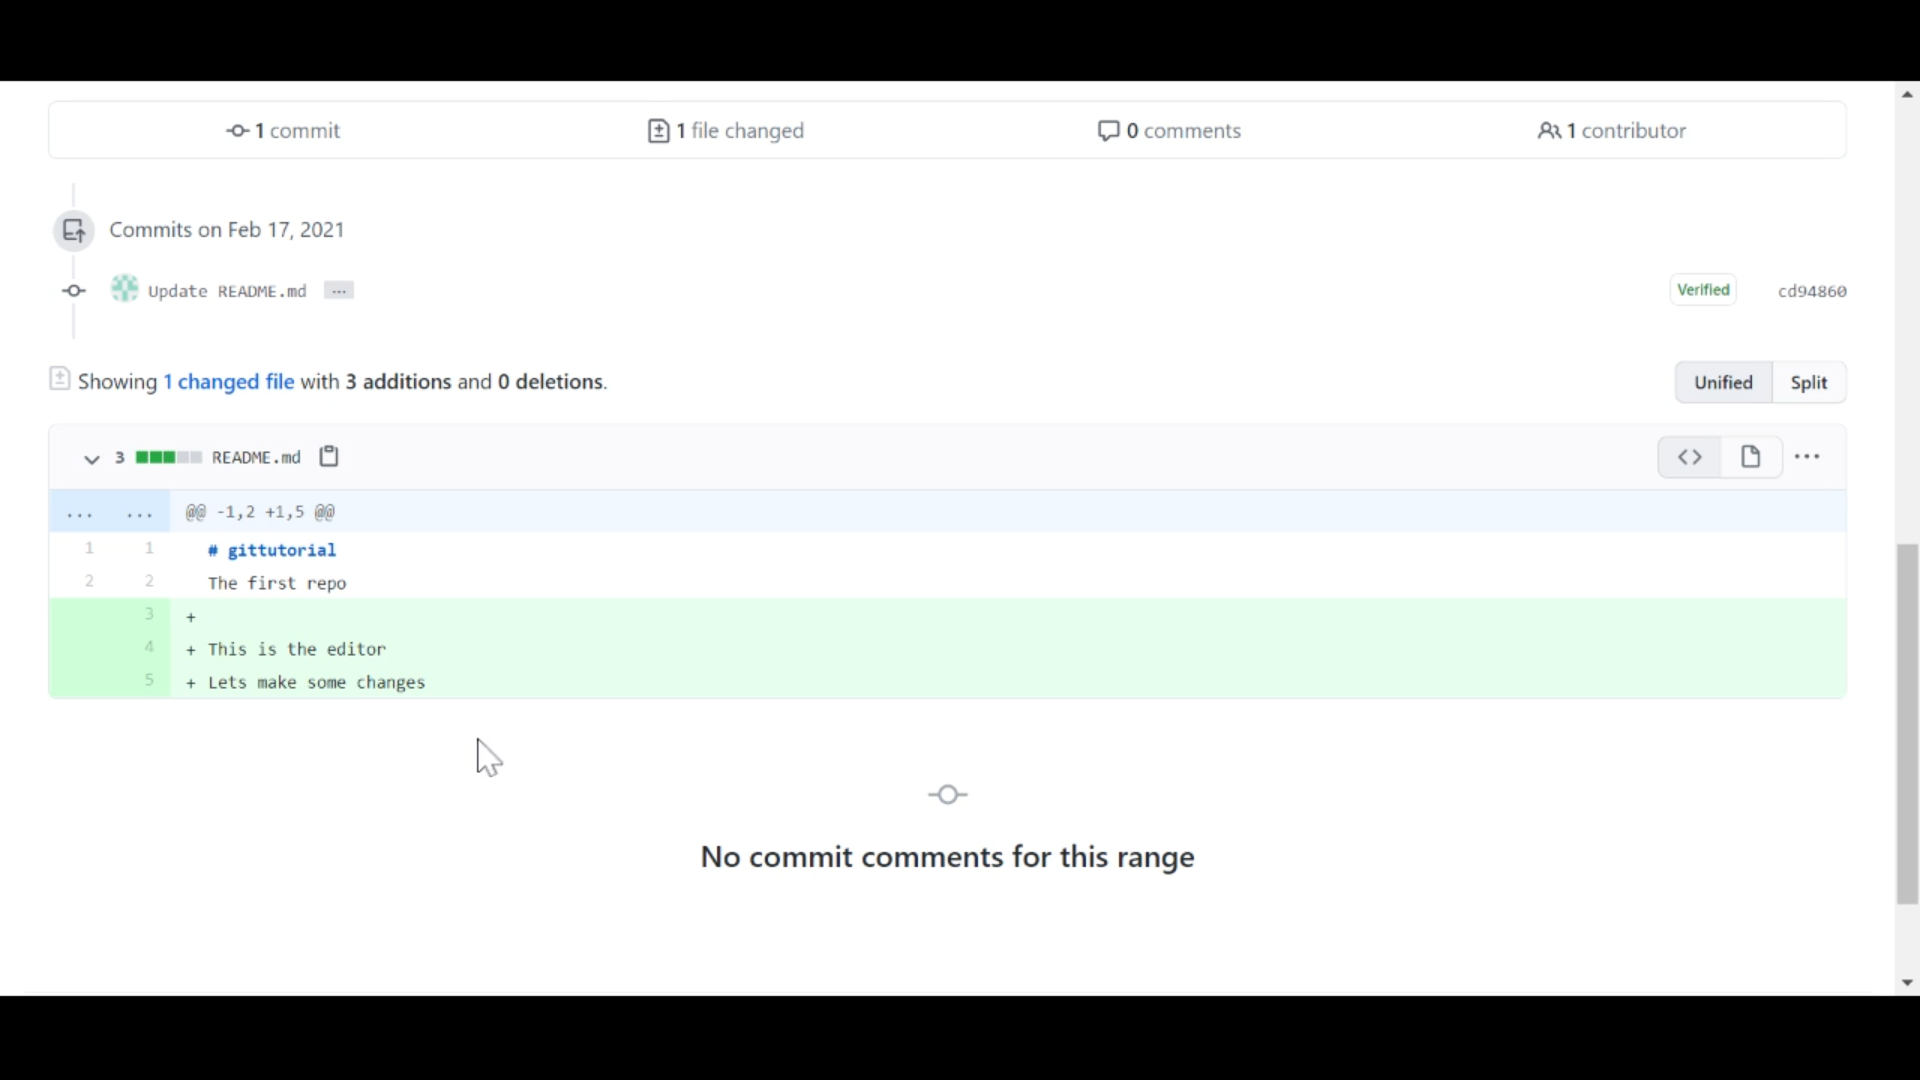 1 commit
1 file changed
0 comments
1 contributor
Commits on Feb 17, 2021
Update README.md ...
Verified
cd94860
Showing 1 changed file with 3 additions and 0 deletions.
Unified
Split
3 README.md
... ... @@ -1,2 +1,5 @@
1 1 # gittutorial
2 2 The first repo
3 +
4 + This is the editor
5 + Lets make some changes
No commit comments for this range